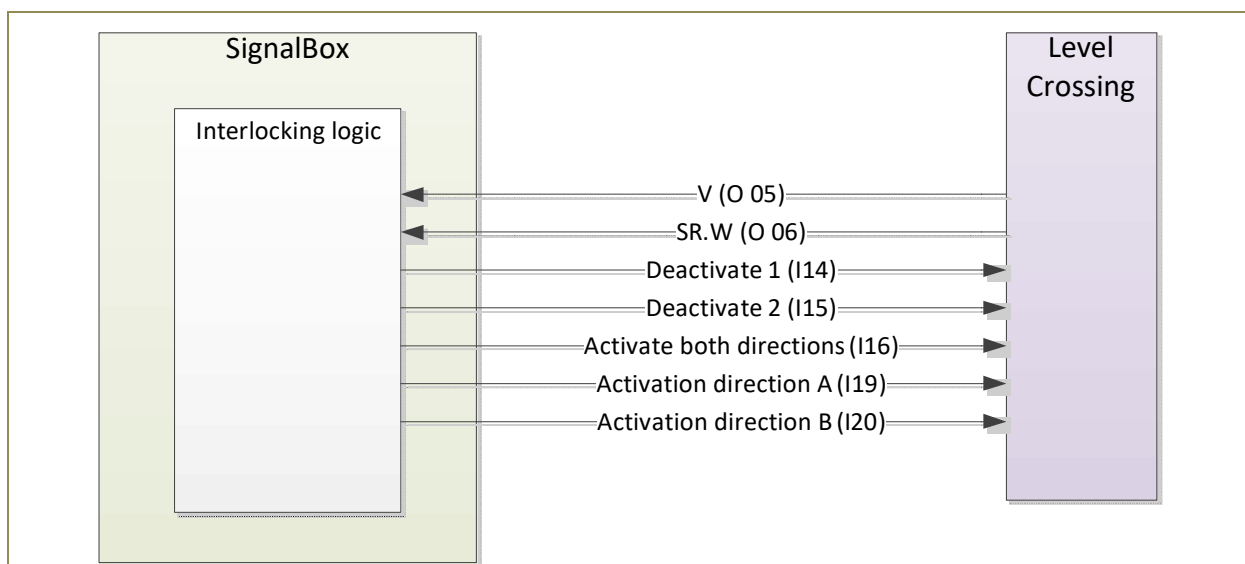 SignalBox
Level
Crossing
Interlocking logic
V (O 05)
SR.W (O 06)
Deactivate 1 (I14)
Deactivate 2 (I15)
Activate both directions (I16)
Activation direction A (I19)
Activation direction B (I20)